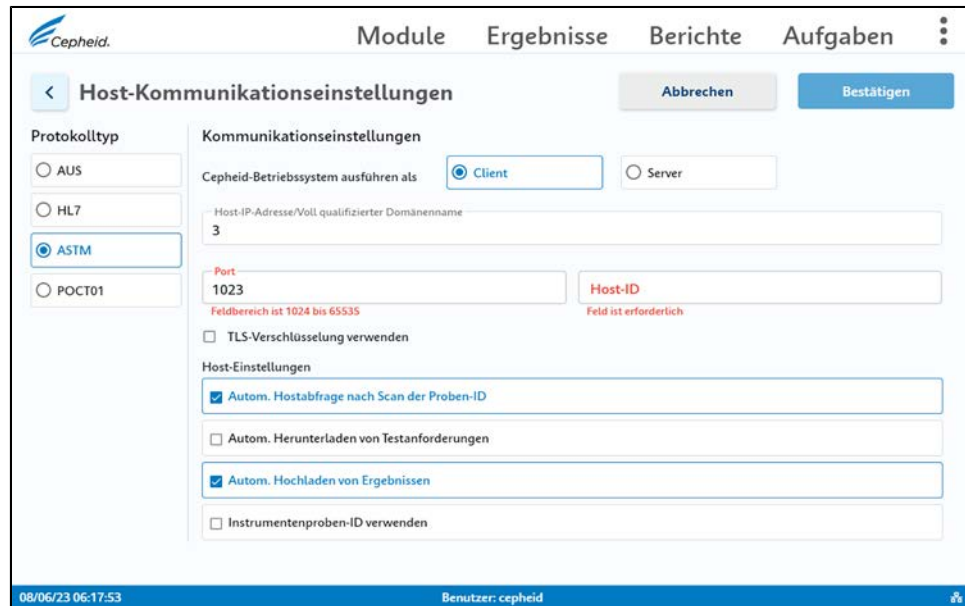 Cepheid.
Module Ergebnisse Berichte Aufgaben
Host-Kommunikationseinstellungen
Abbrechen
Bestätigen
Protokolltyp
AUS
HL7
ASTM
POCT01
Kommunikationseinstellungen
Cepheid-Betriebssystem ausführen als
Client
Server
Host-IP-Adresse/Voll qualifizierter Domänenname
3
Port
1023
Feldbereich ist 1024 bis 65535
Host-ID
Feld ist erforderlich
TLS-Verschlüsselung verwenden
Host-Einstellungen
Autom. Hostabfrage nach Scan der Proben-ID
Autom. Herunterladen von Testanforderungen
Autom. Hochladen von Ergebnissen
Instrumentenproben-ID verwenden
08/06/23 06:17:53
Benutzer: cepheid